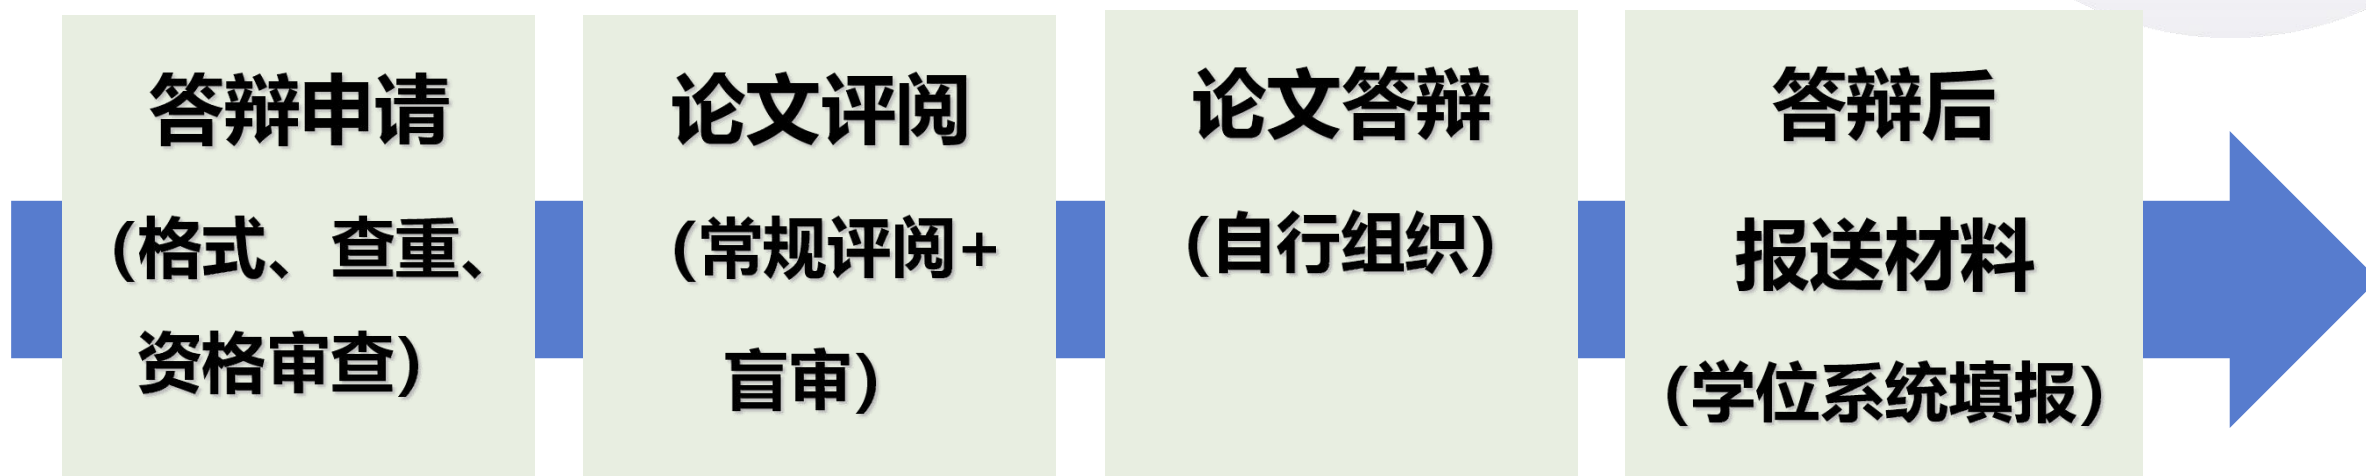 答辩申请
（格式、查重、
资格审查）
论文评阅
（常规评阅+
盲审）
论文答辩
（自行组织）
答辩后
报送材料
（学位系统填报）